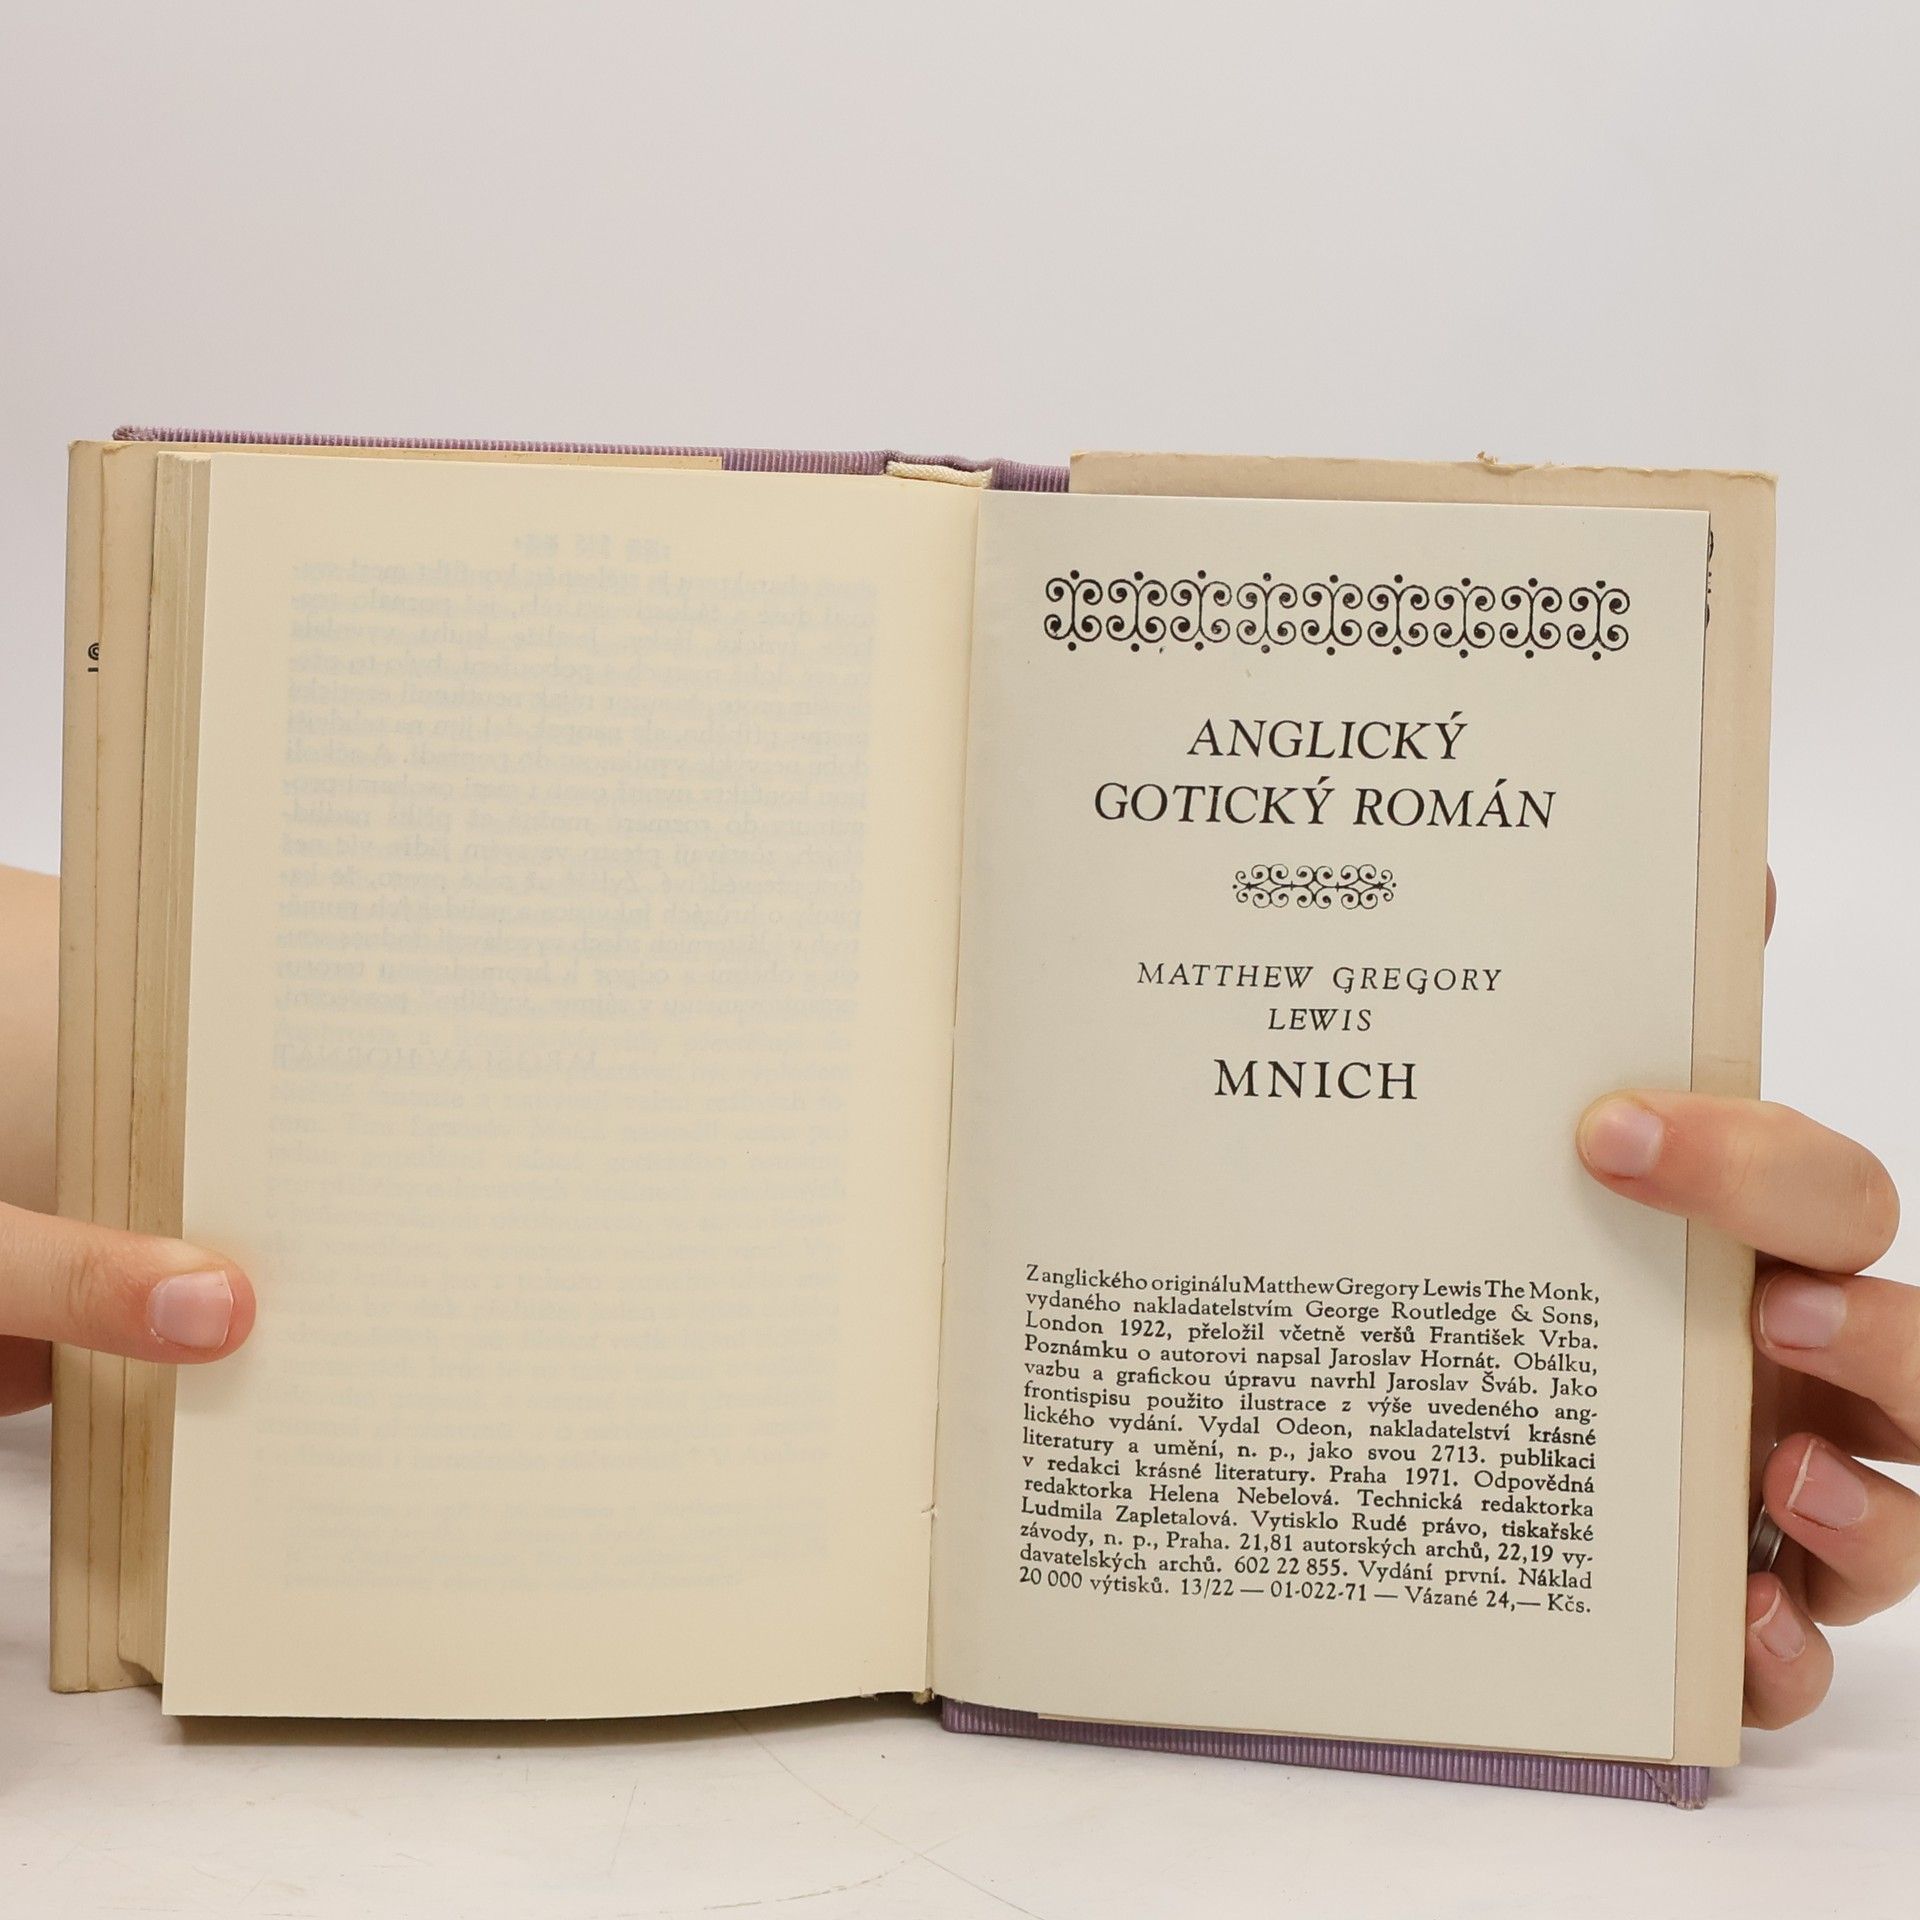 ANGLICKÝ
GOTICKÝ ROMÁN
MATTHEW GREGORY
LEWIS
MNICH
Z anglického originálu Matthew Gregory Lewis The Monk,
vydaného nakladatelstvím George Routledge & Sons,
London 1922, přeložil včetně veršů František Vrba.
Poznámku o autorovi napsal Jaroslav Hornát. Obálku,
vazbu a grafickou úpravu navrhl Jaroslav Šváb. Jako
frontispisu použito ilustrace z výše uvedeného ang-
lického vydání. Vydal Odeon, nakladatelství krásné
literatury a umění, n. p., jako svou 2713. publikaci
v redakci krásné literatury. Praha 1971. Odpovědná
redaktorka Helena Nebelová. Technická redaktorka
Ludmila Zapletalová. Vytisklo Rudé právo, tiskařské
závody, n. p., Praha. 21,81 autorských archů, 22,19 vy-
davatelských archů. 602 22 855. Vydání první. Náklad
20 000 výtisků. 13/22 — 01-022-71 — Vázané 24,— Kčs.